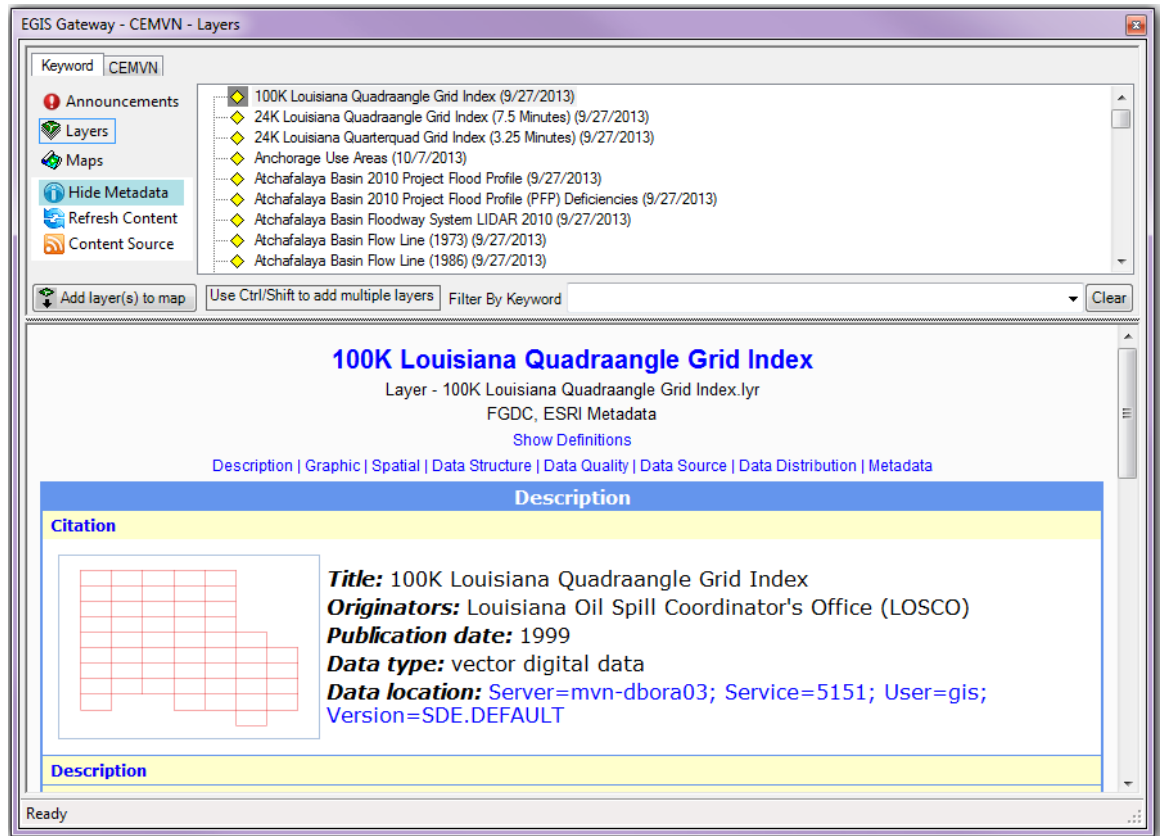 EGIS Gateway - CEMVN - Layers
Keyword
CEMVN
Announcements
Layers
Maps
Hide Metadata
Refresh Content
Content Source
100K Louisiana Quadraangle Grid Index (9/27/2013)
24K Louisiana Quadraangle Grid Index (7.5 Minutes) (9/27/2013)
24K Louisiana Quarterquad Grid Index (3.25 Minutes) (9/27/2013)
Anchorage Use Areas (10/7/2013)
Atchafalaya Basin 2010 Project Flood Profile (9/27/2013)
Atchafalaya Basin 2010 Project Flood Profile (PFP) Deficiencies (9/27/2013)
Atchafalaya Basin Floodway System LIDAR 2010 (9/27/2013)
Atchafalaya Basin Flow Line (1973) (9/27/2013)
Atchafalaya Basin Flow Line (1986) (9/27/2013)
Add layer(s) to map
Use Ctrl/Shift to add multiple layers
Filter By Keyword
Clear
100K Louisiana Quadraangle Grid Index
Layer - 100K Louisiana Quadraangle Grid Index.lyr
FGDC, ESRI Metadata
Show Definitions
Description | Graphic | Spatial | Data Structure | Data Quality | Data Source | Data Distribution | Metadata
Description
Citation
Title: 100K Louisiana Quadraangle Grid Index
Originators: Louisiana Oil Spill Coordinator's Office (LOSCO)
Publication date: 1999
Data type: vector digital data
Data location: Server=mvn-dbora03; Service=5151; User=gis;
Version=SDE.DEFAULT
Description
Ready